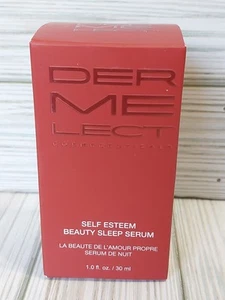 DER
ME
LECT
SELF ESTEEM
BEAUTY SLEEP SERUM
LA BEAUTE DE L'AMOUR PROPRE
SERUM DE NUIT
1.0 fl. oz. / 30 ml